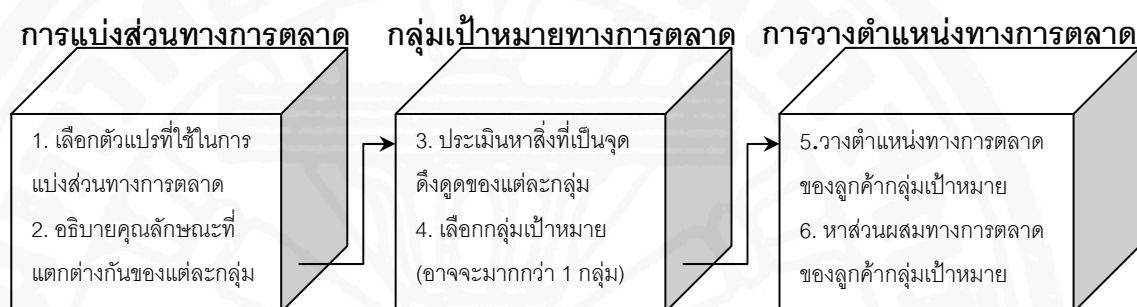 การแบ่งส่วนทางการตลาด
1. เลือกตัวแปรที่ใช้ในการ
แบ่งส่วนทางการตลาด
2. อธิบายคุณลักษณะที่
แตกต่างกันของแต่ละกลุ่ม
กลุ่มเป้าหมายทางการตลาด
3. ประเมินหาสิ่งที่เป็นจุด
ดึงดูดของแต่ละกลุ่ม
4. เลือกกลุ่มเป้าหมาย
(อาจจะมากกว่า 1 กลุ่ม)
การวางตำแหน่งทางการตลาด
5.วางตำแหน่งทางการตลาด
ของลูกค้ากลุ่มเป้าหมาย
6. หาส่วนผสมทางการตลาด
ของลูกค้ากลุ่มเป้าหมาย